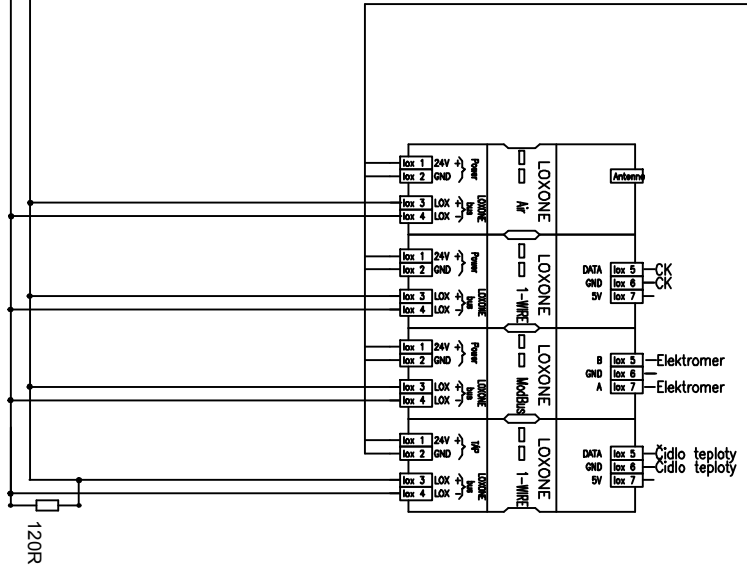 lox 1 24V + Power
lox 2 GND
lox 3 LOX + LOXONE bus
lox 4 LOX -
LOXONE
Air
Antenna
lox 1 24V + Power
lox 2 GND
lox 3 LOX + LOXONE bus
lox 4 LOX -
LOXONE
1-WIRE
DATA lox 5 CK
GND lox 6 CK
5V lox 7
lox 1 24V + Power
lox 2 GND
lox 3 LOX + LOXONE bus
lox 4 LOX -
LOXONE
ModBus
B lox 5 Elektromer
GND lox 6
A lox 7 Elektromer
lox 1 24V + TAP
lox 2 GND
lox 3 LOX + LOXONE bus
lox 4 LOX -
LOXONE
1-WIRE
DATA lox 5 Čidlo teploty
GND lox 6 Čidlo teploty
5V lox 7
120R